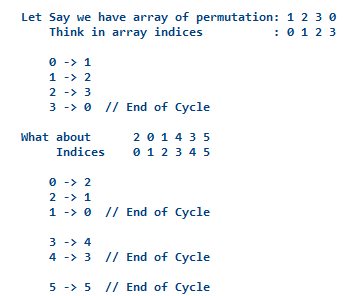 Let Say we have array of permutation: 1 2 3 0
Think in array indices : 0 1 2 3
0 -> 1
1 -> 2
2 -> 3
3 -> 0 // End of Cycle
What about 2 0 1 4 3 5
Indices 0 1 2 3 4 5
0 -> 2
2 -> 1
1 -> 0 // End of Cycle
3 -> 4
4 -> 3 // End of Cycle
5 -> 5 // End of Cycle